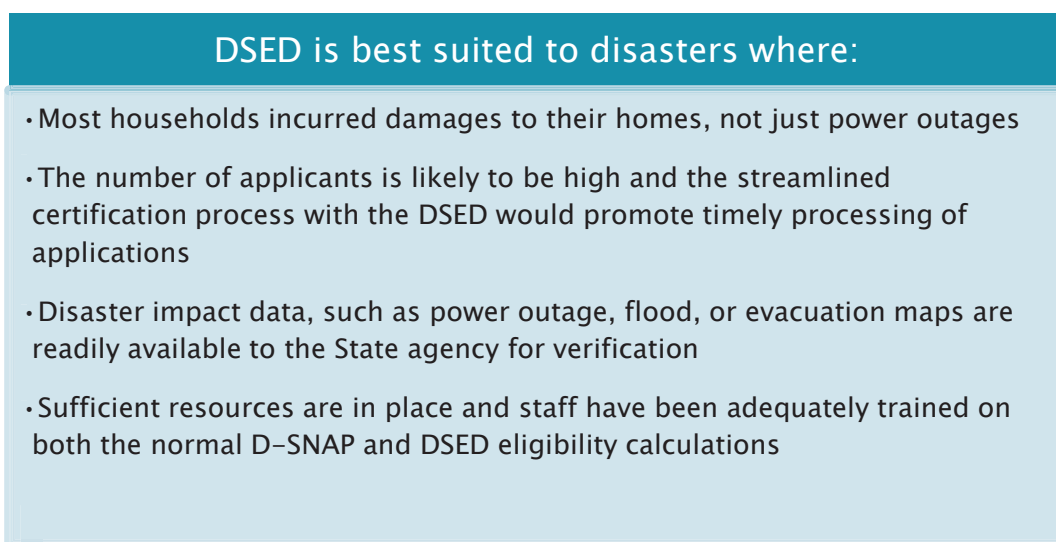 DSED is best suited to disasters where:
•Most households incurred damages to their homes, not just power outages
•The number of applicants is likely to be high and the streamlined
certification process with the DSED would promote timely processing of
applications
•Disaster impact data, such as power outage, flood, or evacuation maps are
readily available to the State agency for verification
•Sufficient resources are in place and staff have been adequately trained on
both the normal D-SNAP and DSED eligibility calculations